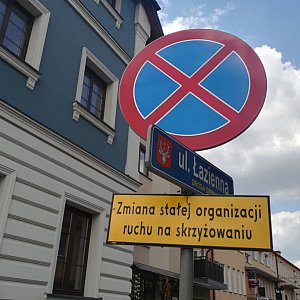 ul. Łazienna
Zmiana stałej organizacji
ruchu na skrzyżowaniu